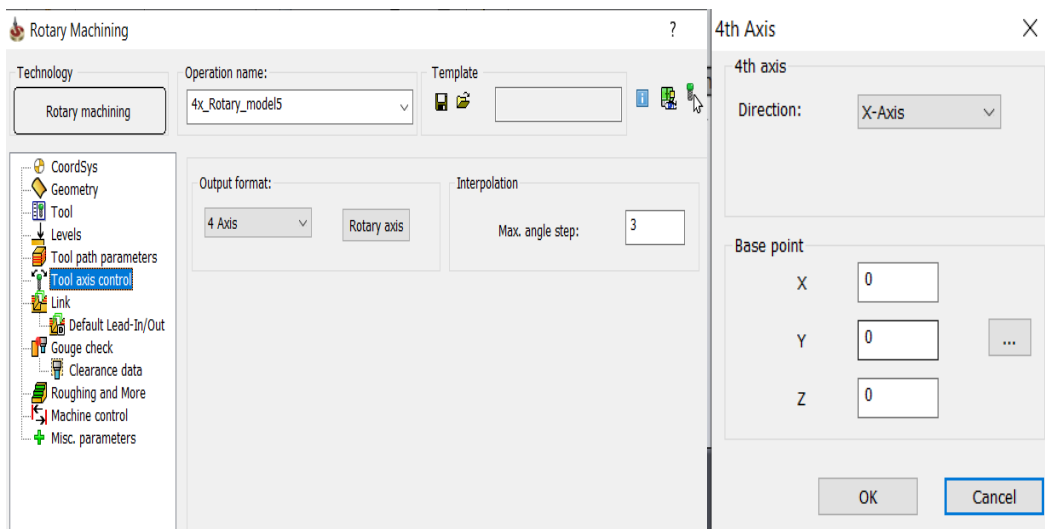 Rotary Machining
?
Technology
Rotary machining
Operation name:
4x_Rotary_model5
Template
CoordSys
Geometry
Tool
Levels
Tool path parameters
Tool axis control
Link
Default Lead-In/Out
Gouge check
Clearance data
Roughing and More
Machine control
Misc. parameters
Output format:
4 Axis
Rotary axis
Interpolation
Max. angle step:
3
4th Axis
4th axis
Direction:
X-Axis
Base point
X
0
Y
0
...
Z
0
OK
Cancel